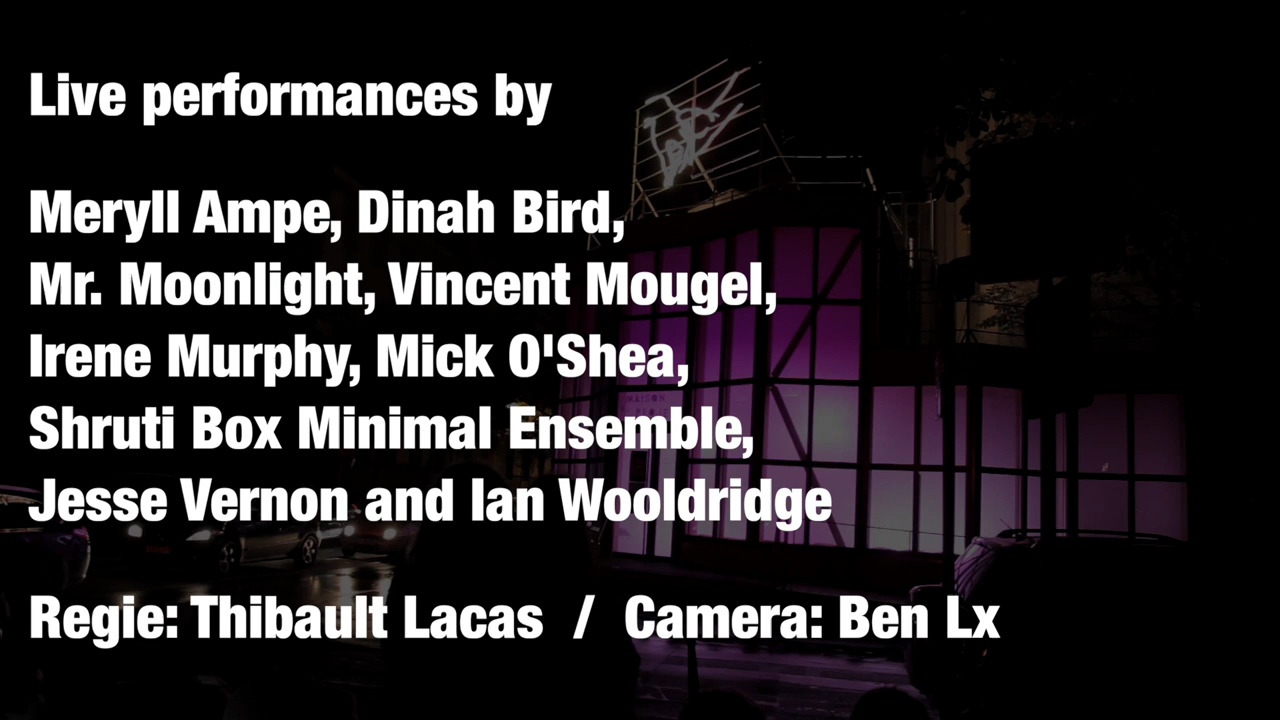 Live performances by
Meryll Ampe, Dinah Bird,
Mr. Moonlight, Vincent Mougel,
Irene Murphy, Mick O'Shea,
Shruti Box Minimal Ensemble,
Jesse Vernon and Ian Wooldridge
Regie: Thibault Lacas / Camera: Ben Lx
MAISON